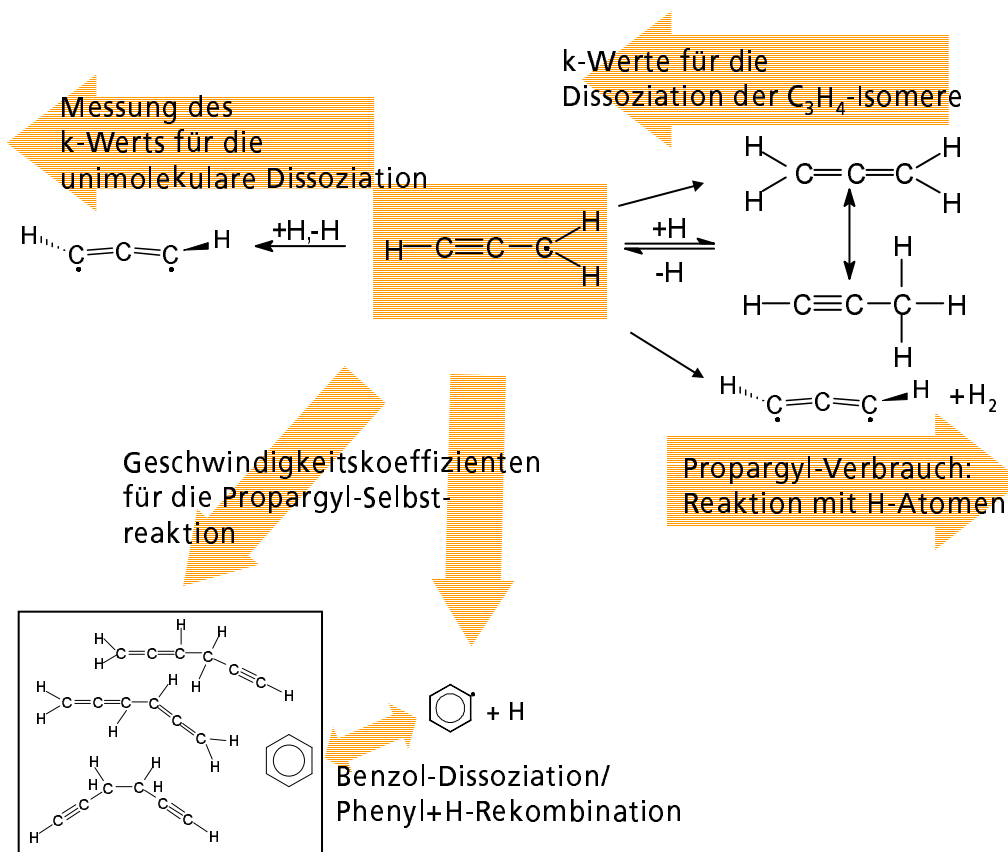 k-Werte für die
Dissoziation der C₃H₄-Isomere
Messung des
k-Werts für die
unimolekulare Dissoziation
H H
C=C=C
H H
H C=C=C H
+H,-H
H-C≡C-C H
H
+H
-H
H
H-C≡C-C-H
H
H C=C=C H +H₂
Geschwindigkeitskoeffizienten
für die Propargyl-Selbst-
reaktion
Propargyl-Verbrauch:
Reaktion mit H-Atomen
H H H H
H C=C=C C C≡C H
H H H
H C=C=C C=C=C H
H H
H H
H C C H
H C≡C C≡C H
+ H
Benzol-Dissoziation/
Phenyl+H-Rekombination